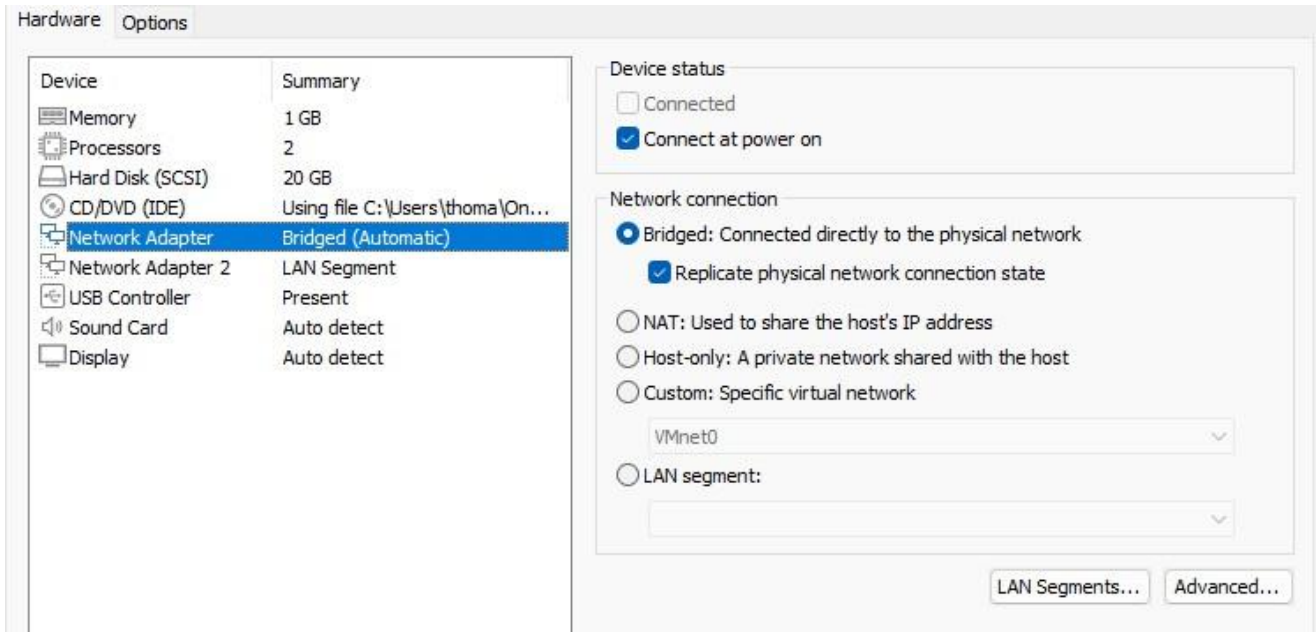 Hardware Options
Device Summary
Memory 1 GB
Processors 2
Hard Disk (SCSI) 20 GB
CD/DVD (IDE) Using file C:\Users\thoma\On...
Network Adapter Bridged (Automatic)
Network Adapter 2 LAN Segment
USB Controller Present
Sound Card Auto detect
Display Auto detect
Device status
Connected
Connect at power on
Network connection
Bridged: Connected directly to the physical network
Replicate physical network connection state
NAT: Used to share the host's IP address
Host-only: A private network shared with the host
Custom: Specific virtual network
VMnet0
LAN segment:
LAN Segments... Advanced...